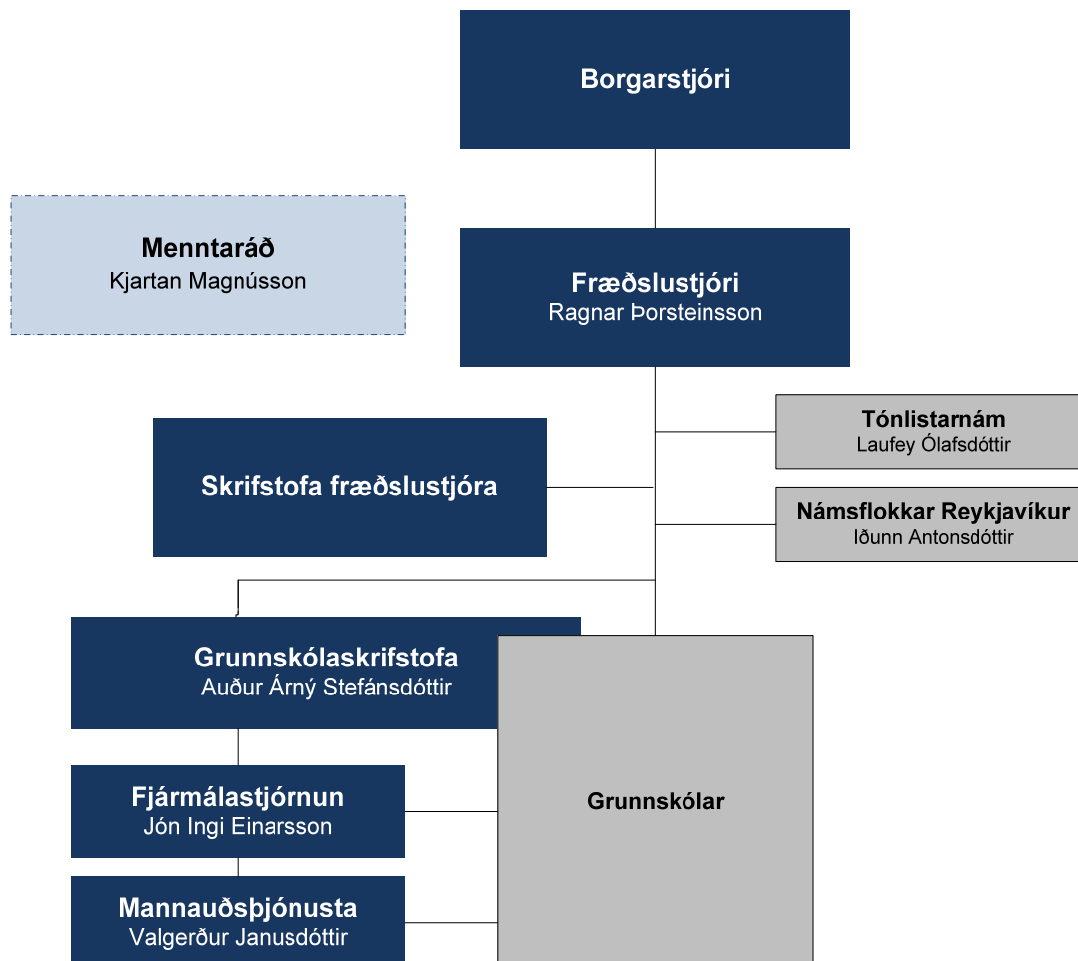 Borgarstjóri
Menntaráð
Kjartan Magnússon
Fræðslustjóri
Ragnar Þorsteinsson
Tónlistarnám
Laufey Ólafsdóttir
Skrifstofa fræðslustjóra
Námsflokkar Reykjavíkur
Iðunn Antonsdóttir
Grunnskólaskrifstofa
Auður Árný Stefánsdóttir
Fjármálastjórnun
Jón Ingi Einarsson
Grunnskólar
Mannauðsþjónusta
Valgerður Janusdóttir